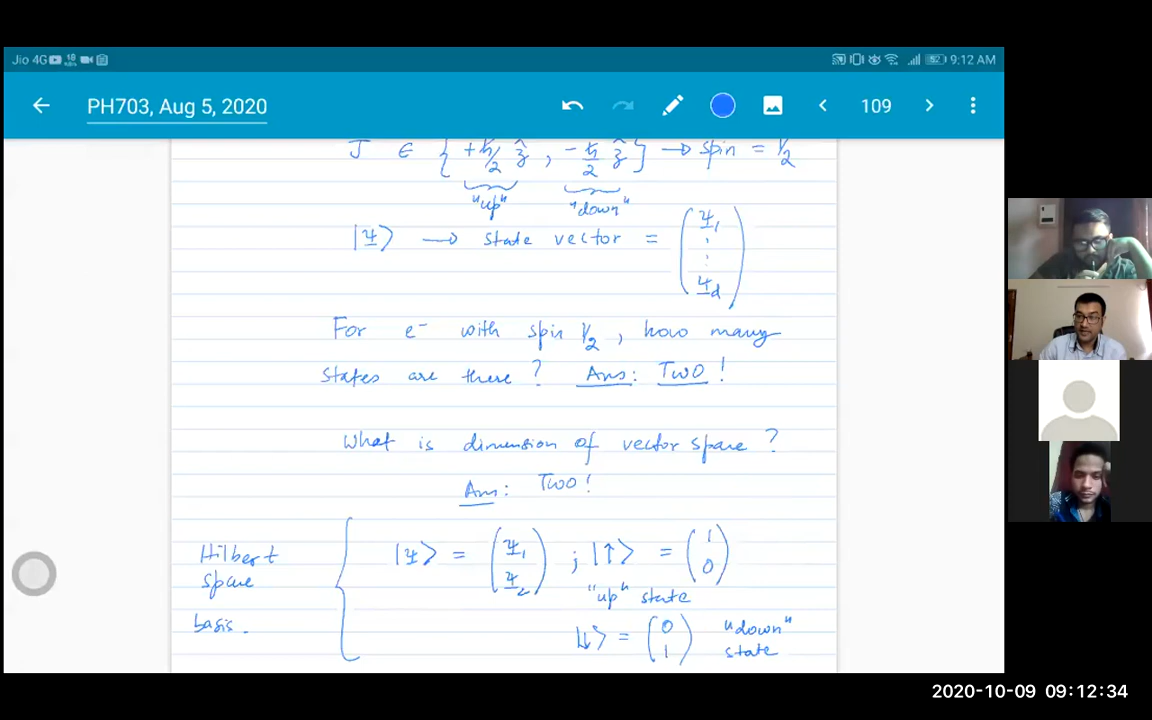 Jio 4G 9:12 AM
PH703, Aug 5, 2020 109
J ∈ { +ħ/2 ẑ , -ħ/2 ẑ } → spin = 1/2
"up" "down"
|Ψ⟩ → state vector = ( Ψ1 ⋮ Ψd )
For e⁻ with spin 1/2 , how many
states are there ? Ans: Two !
What is dimension of vector space ?
Ans: Two !
Hilbert space basis. { |Ψ⟩ = ( Ψ1 Ψ2 ) ; |↑⟩ = ( 1 0 )
"up" state
|↓⟩ = ( 0 1 ) "down" state
2020-10-09 09:12:34